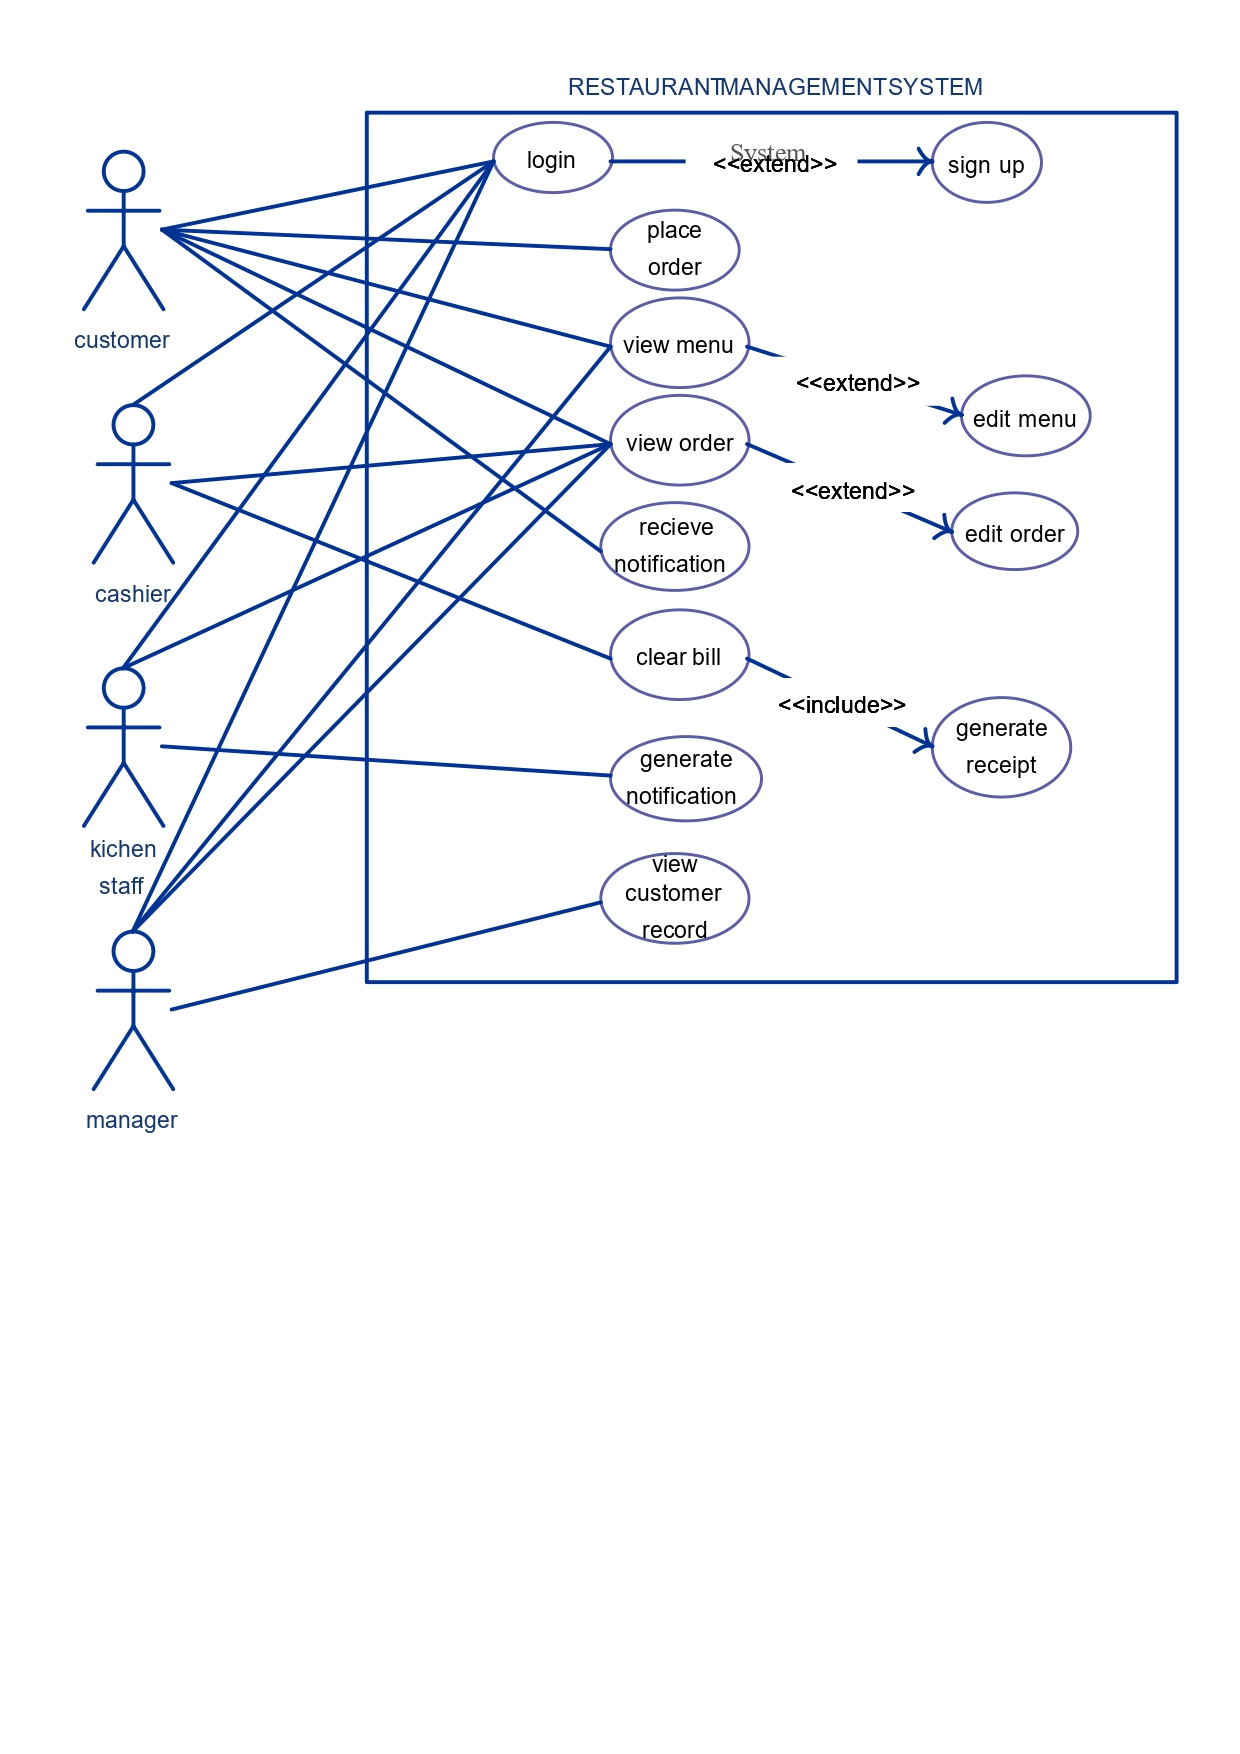 RESTAURANTMANAGEMENTSYSTEM
login
System
<<extend>>
sign up
place
order
customer
view menu
<<extend>>
edit menu
view order
<<extend>>
edit order
recieve
notification
cashier
clear bill
<<include>>
generate
receipt
generate
notification
kichen
staff
view
customer
record
manager